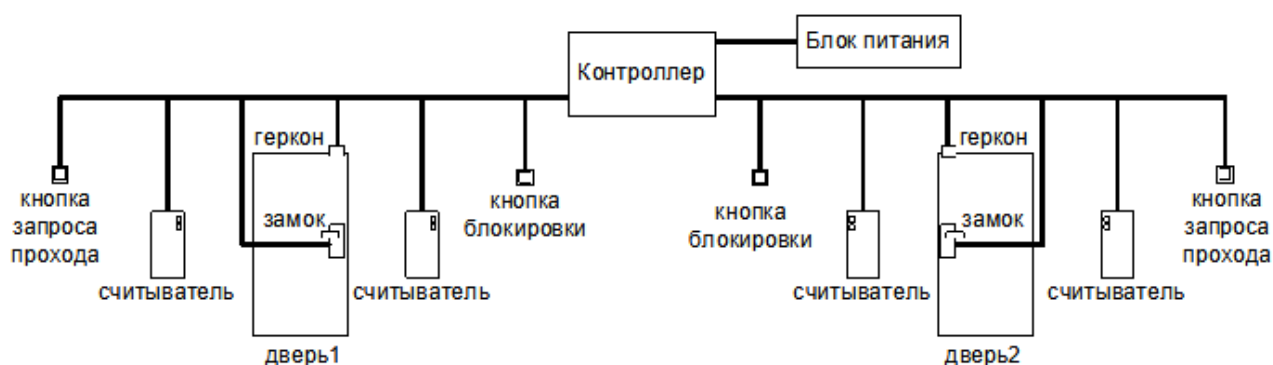 Блок питания
Контроллер
геркон
геркон
кнопка
запроса
прохода
замок
кнопка
блокировки
кнопка
блокировки
замок
кнопка
запроса
прохода
считыватель
считыватель
считыватель
считыватель
дверь1
дверь2